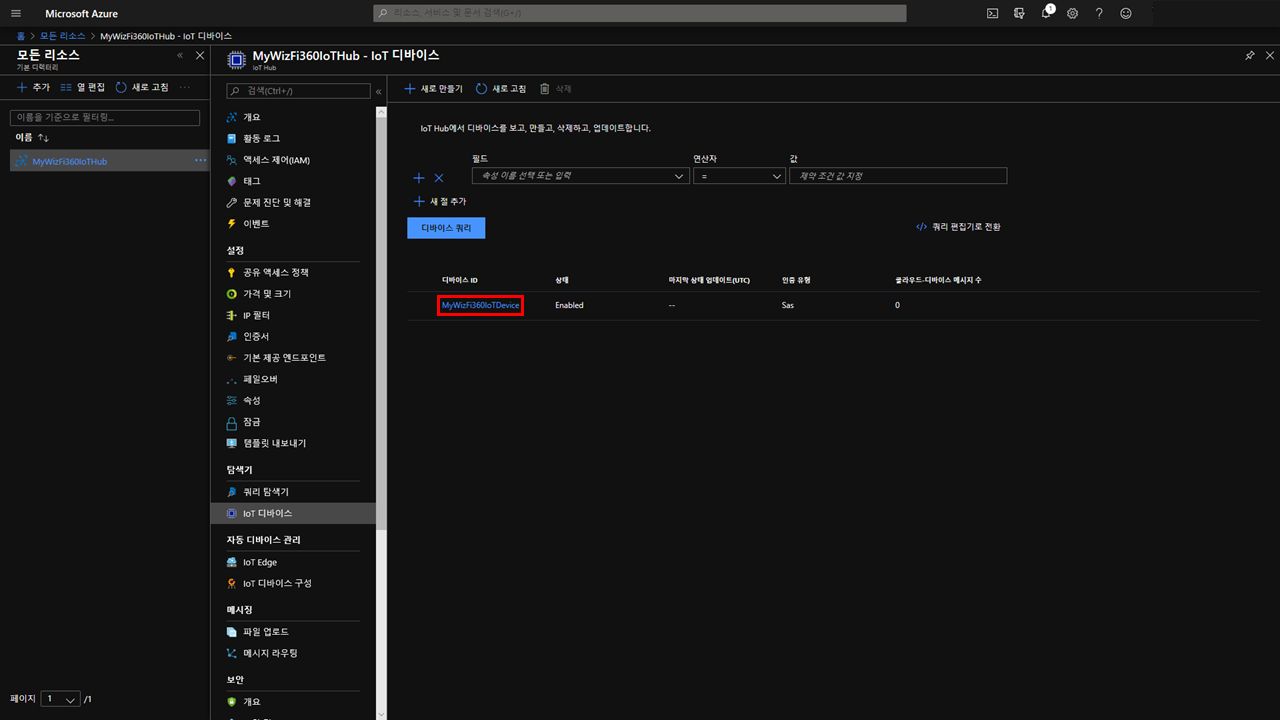 Microsoft Azure
리소스, 서비스 및 문서 검색(G+/)
1
홈 > 모든 리소스 > MyWizFi360IoTHub - IoT 디바이스
모든 리소스
기본 디렉터리
추가 열 편집 새로 고침 ...
이름을 기준으로 필터링...
이름
MyWizFi360IoTHub ...
페이지 1 /1
MyWizFi360IoTHub - IoT 디바이스
IoT Hub
검색(Ctrl+/)
개요
활동 로그
액세스 제어(IAM)
태그
문제 진단 및 해결
이벤트
설정
공유 액세스 정책
가격 및 크기
IP 필터
인증서
기본 제공 엔드포인트
페일오버
속성
잠금
템플릿 내보내기
탐색기
쿼리 탐색기
IoT 디바이스
자동 디바이스 관리
IoT Edge
IoT 디바이스 구성
메시징
파일 업로드
메시지 라우팅
보안
개요
새로 만들기 새로 고침 삭제
IoT Hub에서 디바이스를 보고, 만들고, 삭제하고, 업데이트합니다.
필드 연산자 값
속성 이름 선택 또는 입력 = 제약 조건 값 지정
새 절 추가
디바이스 쿼리 </> 쿼리 편집기로 전환
디바이스 ID 상태 마지막 상태 업데이트(UTC) 인증 유형 클라우드-디바이스 메시지 수
MyWizFi360IoTDevice Enabled -- Sas 0